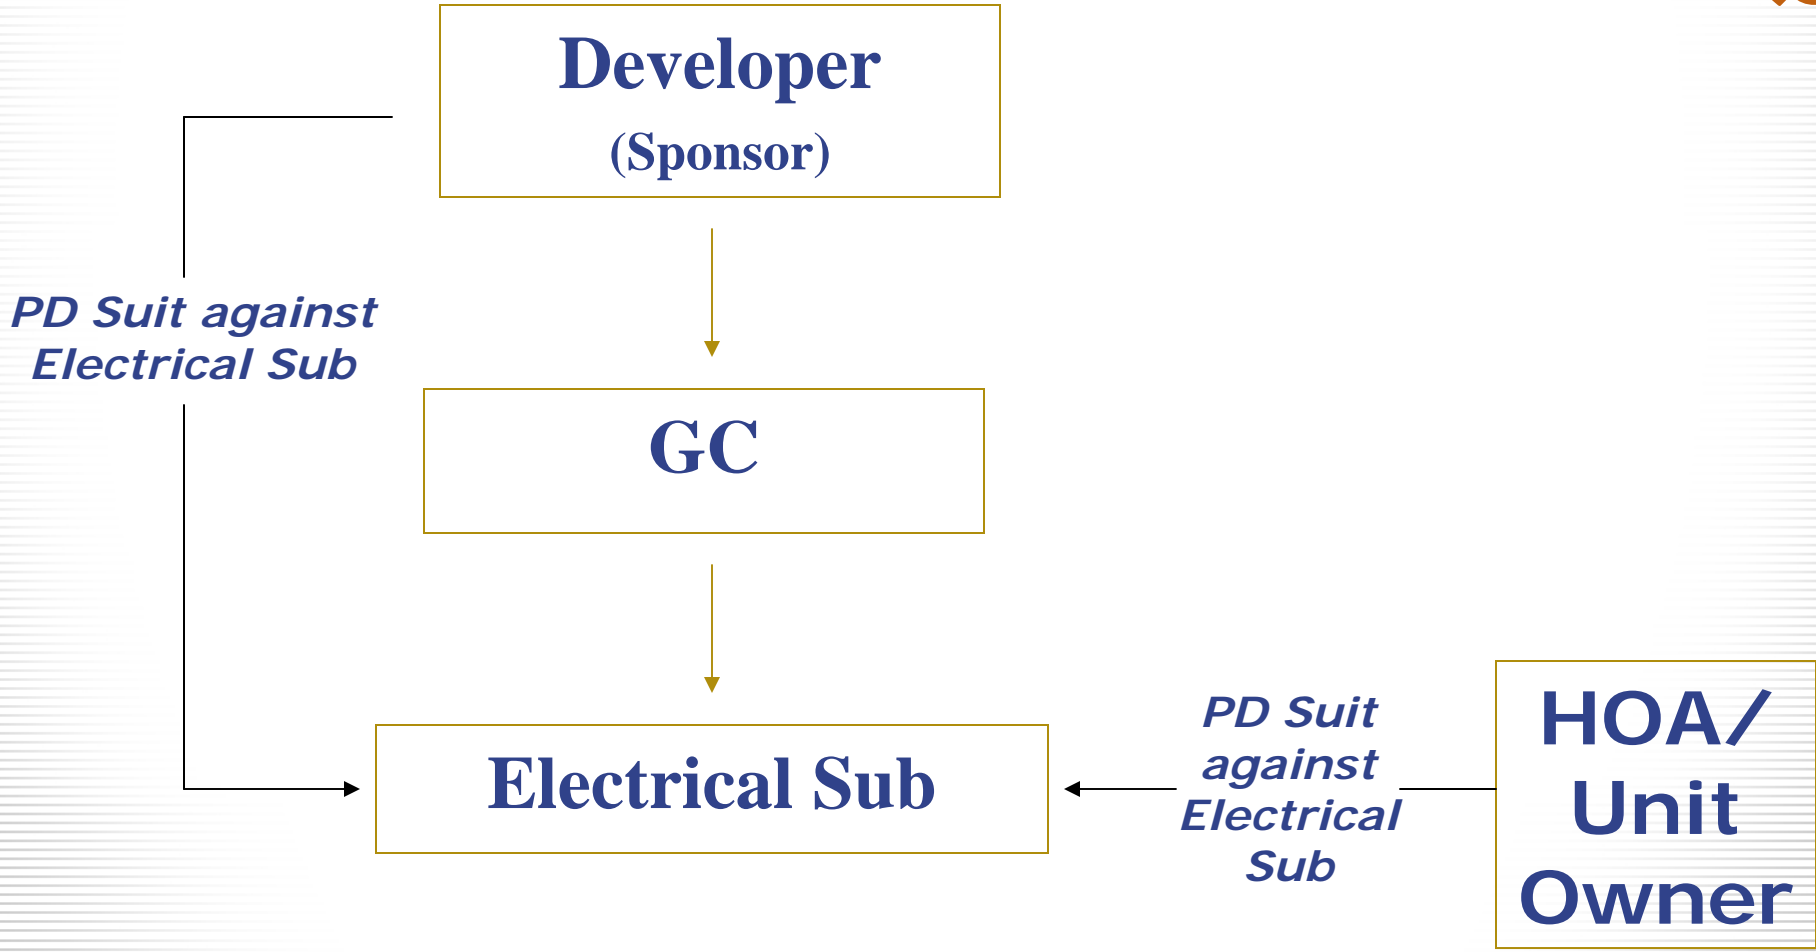 Developer
(Sponsor)
PD Suit against
Electrical Sub
GC
Electrical Sub
PD Suit
against
Electrical
Sub
HOA/
Unit
Owner